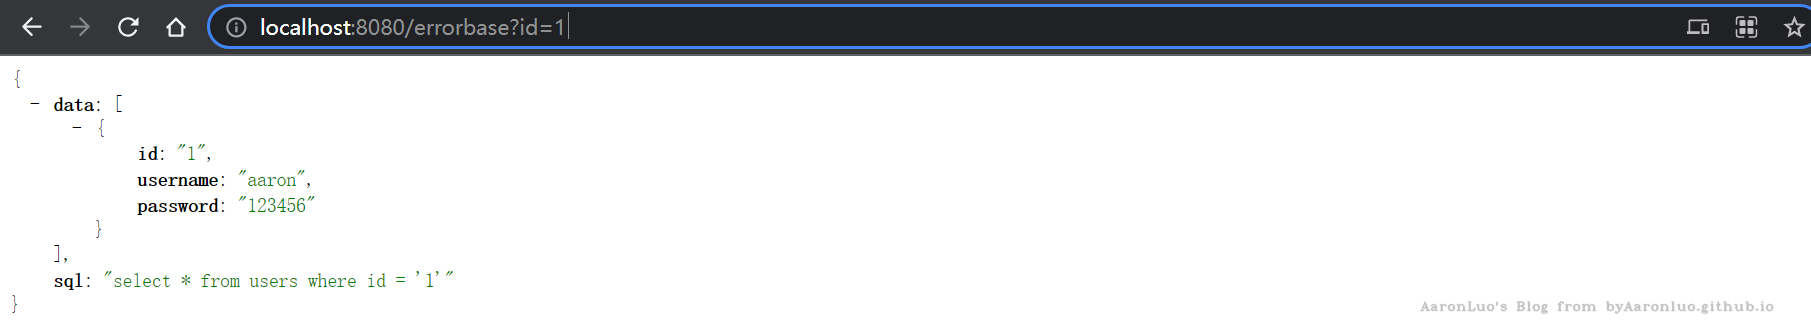 localhost:8080/errorbase?id=1
{
- data: [
- {
id: "1",
username: "aaron",
password: "123456"
}
],
sql: "select * from users where id = '1'"
}
AaronLuo's Blog from byAaronluo.github.io